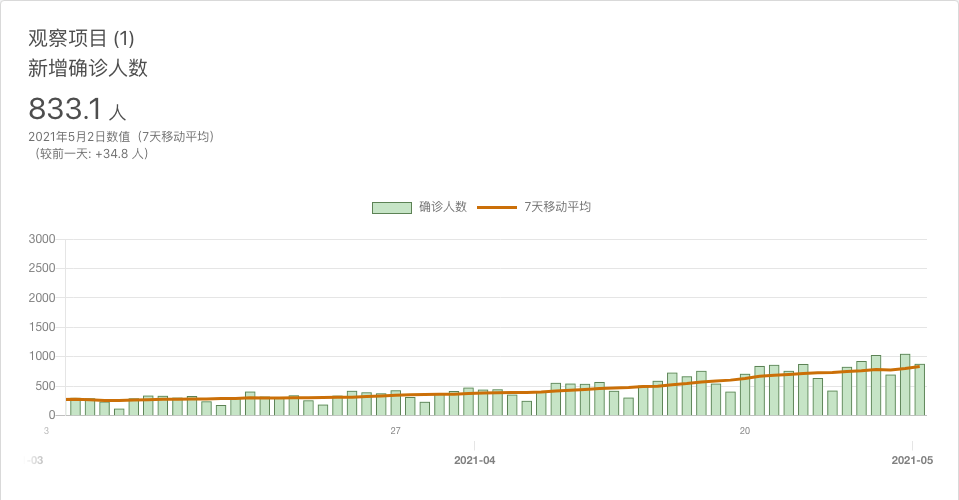 观察项目 (1)
新增确诊人数
833.1 人
2021年5月2日数值（7天移动平均）
（较前一天: +34.8 人）
确诊人数 7天移动平均
3000
2500
2000
1500
1000
500
0
3 27 20
-03 2021-04 2021-05